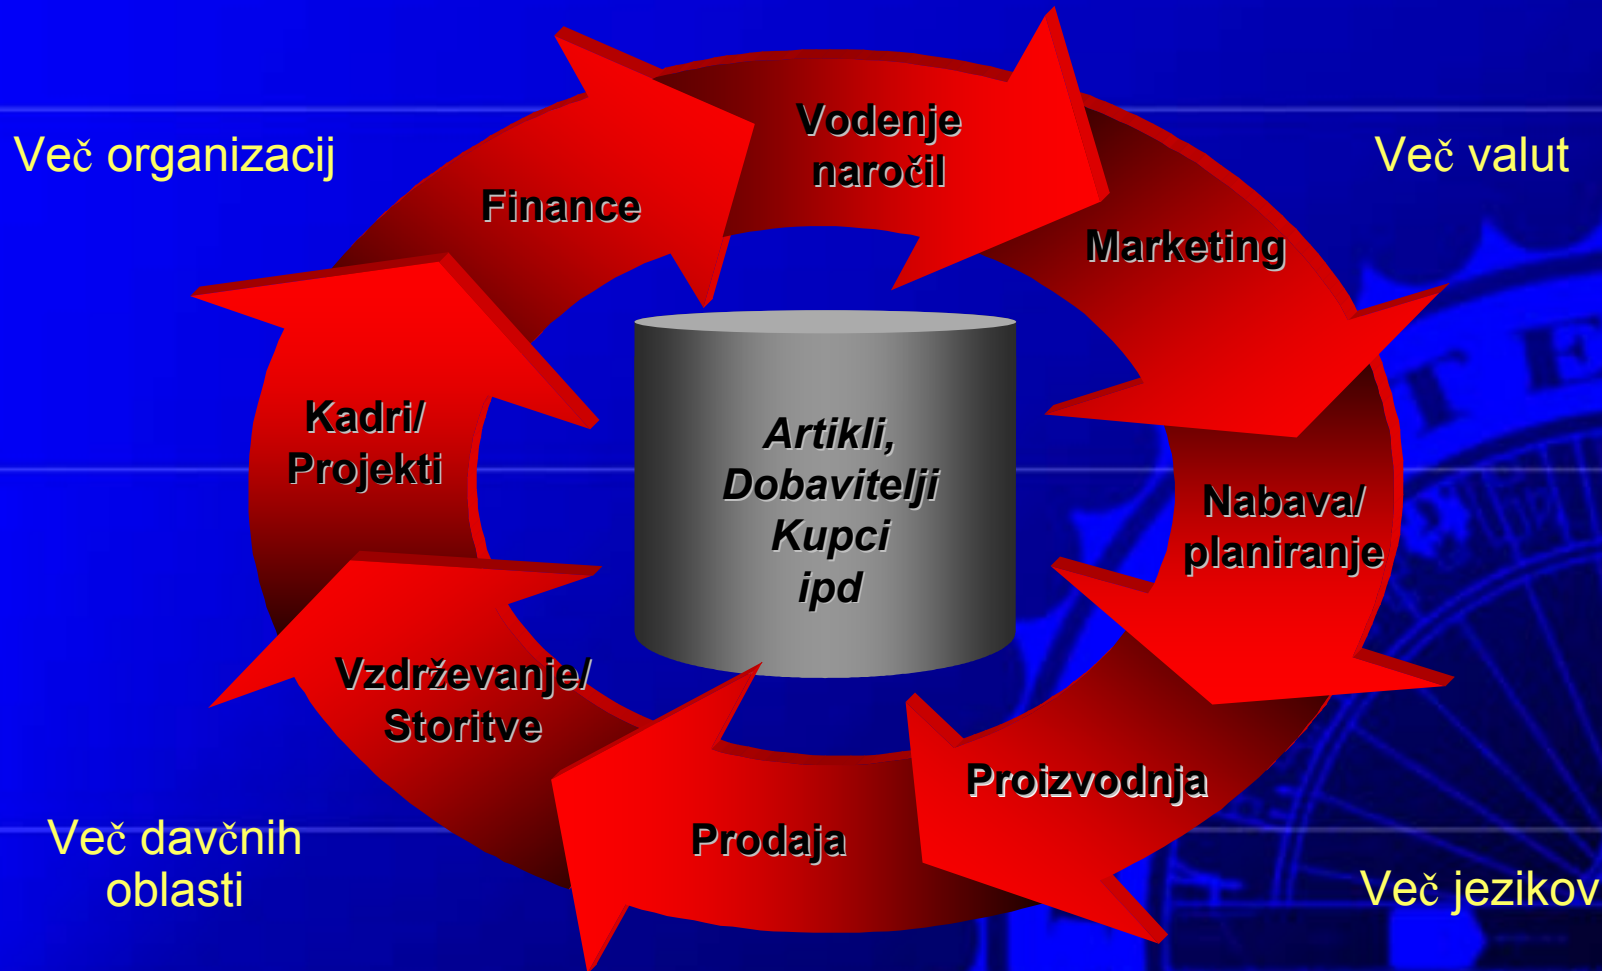 Več organizacij
Več valut
Vodenje
naročil
Finance
Marketing
Kadri/
Projekti
Artikli,
Dobavitelji
Kupci
ipd
Nabava/
planiranje
Vzdrževanje/
Storitve
Proizvodnja
Prodaja
Več davčnih
oblasti
Več jezikov
TE